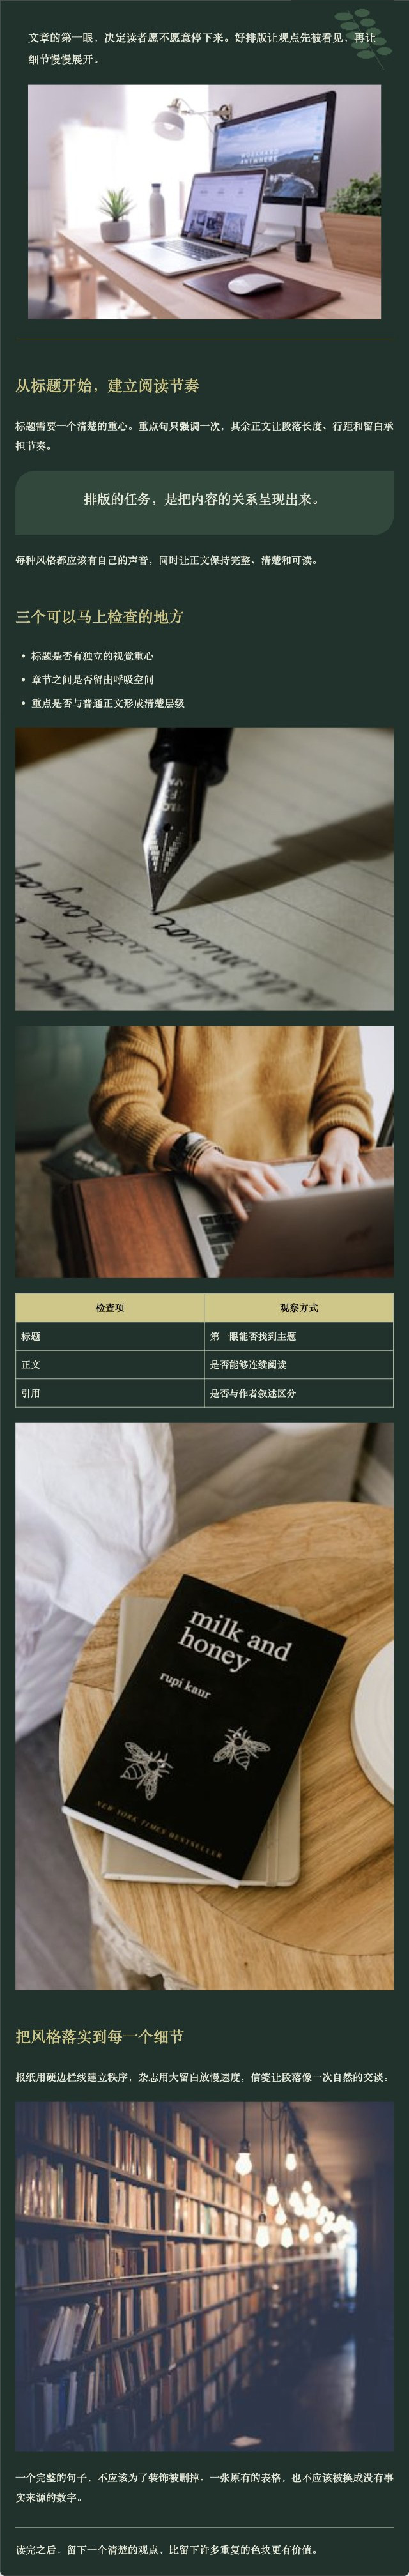 文章的第一眼，决定读者愿不愿意停下来。好排版让观点先被看见，再让
细节慢慢展开。
从标题开始，建立阅读节奏
标题需要一个清楚的重心。重点句只强调一次，其余正文让段落长度、行距和留白承
担节奏。
排版的任务，是把内容的关系呈现出来。
每种风格都应该有自己的声音，同时让正文保持完整、清楚和可读。
三个可以马上检查的地方
• 标题是否有独立的视觉重心
• 章节之间是否留出呼吸空间
• 重点是否与普通正文形成清楚层级
检查项 观察方式
标题 第一眼能否找到主题
正文 是否能够连续阅读
引用 是否与作者叙述区分
milk and
honey
rupi kaur
NEW YORK TIMES BESTSELLER
把风格落实到每一个细节
报纸用硬边栏线建立秩序，杂志用大留白放慢速度，信笺让段落像一次自然的交谈。
一个完整的句子，不应该为了装饰被删掉。一张原有的表格，也不应该被换成没有事
实来源的数字。
读完之后，留下一个清楚的观点，比留下许多重复的色块更有价值。